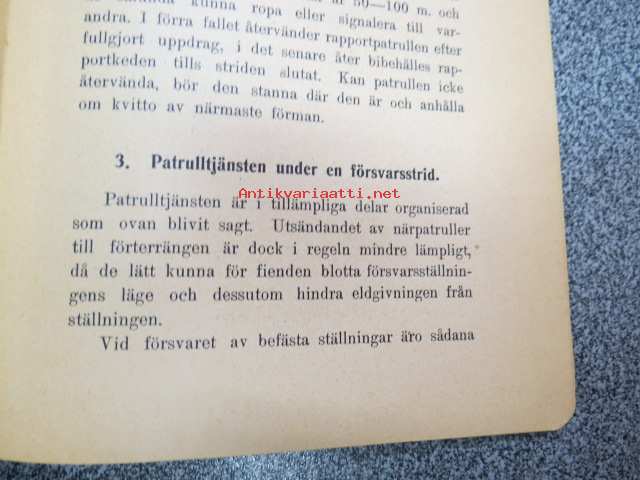 kunna ropa eller signalera till var-
andra. I förra fallet återvänder rapportpatrullen efter
fullgjort uppdrag, i det senare åter bibehålles rap-
portkeden tills striden slutat. Kan patrullen icke
återvända, bör den stanna där den är och anhålla
om kvitto av närmaste förman.
3. Patrulltjänsten under en försvarsstrid.
Antikvariaatti.net
Patrulltjänsten är i tillämpliga delar organiserad
som ovan blivit sagt. Utsändandet av närpatruller
till förterrängen är dock i regeln mindre lämpligt,
då de lätt kunna för fienden blotta försvarsställnin-
gens läge och dessutom hindra eldgivningen från
ställningen.
Vid försvaret av befästa ställningar äro sådana